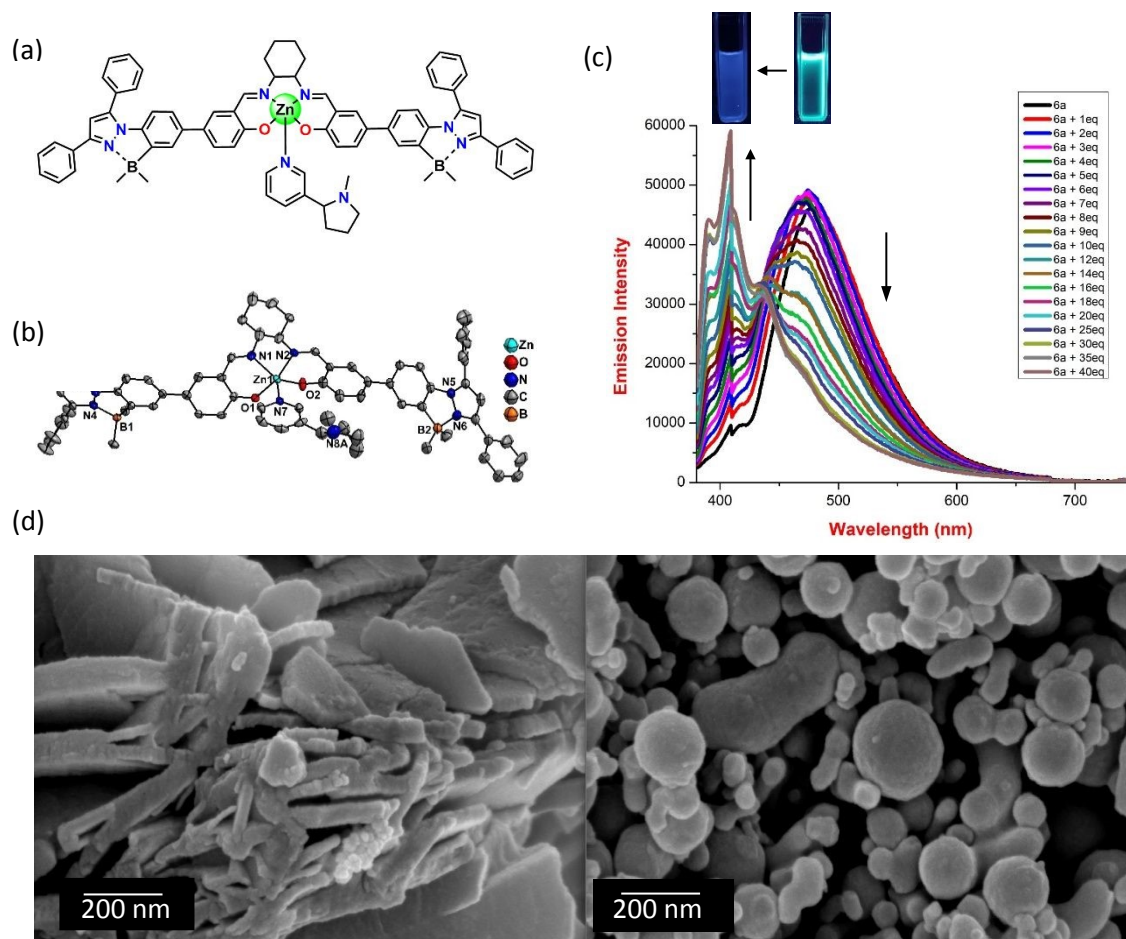 (a)
N
N
Zn
O
O
N
N
B
N
N
B
N
N
(b)
N1
N2
Zn1
O1
O2
N7
N8A
N4
B1
N5
N6
B2
Zn
O
N
C
B
(c)
6a
6a + 1eq
6a + 2eq
6a + 3eq
6a + 4eq
6a + 5eq
6a + 6eq
6a + 7eq
6a + 8eq
6a + 9eq
6a + 10eq
6a + 12eq
6a + 14eq
6a + 16eq
6a + 18eq
6a + 20eq
6a + 25eq
6a + 30eq
6a + 35eq
6a + 40eq
60000
50000
40000
30000
20000
10000
0
Emission Intensity
400 500 600 700
Wavelength (nm)
(d)
200 nm
200 nm